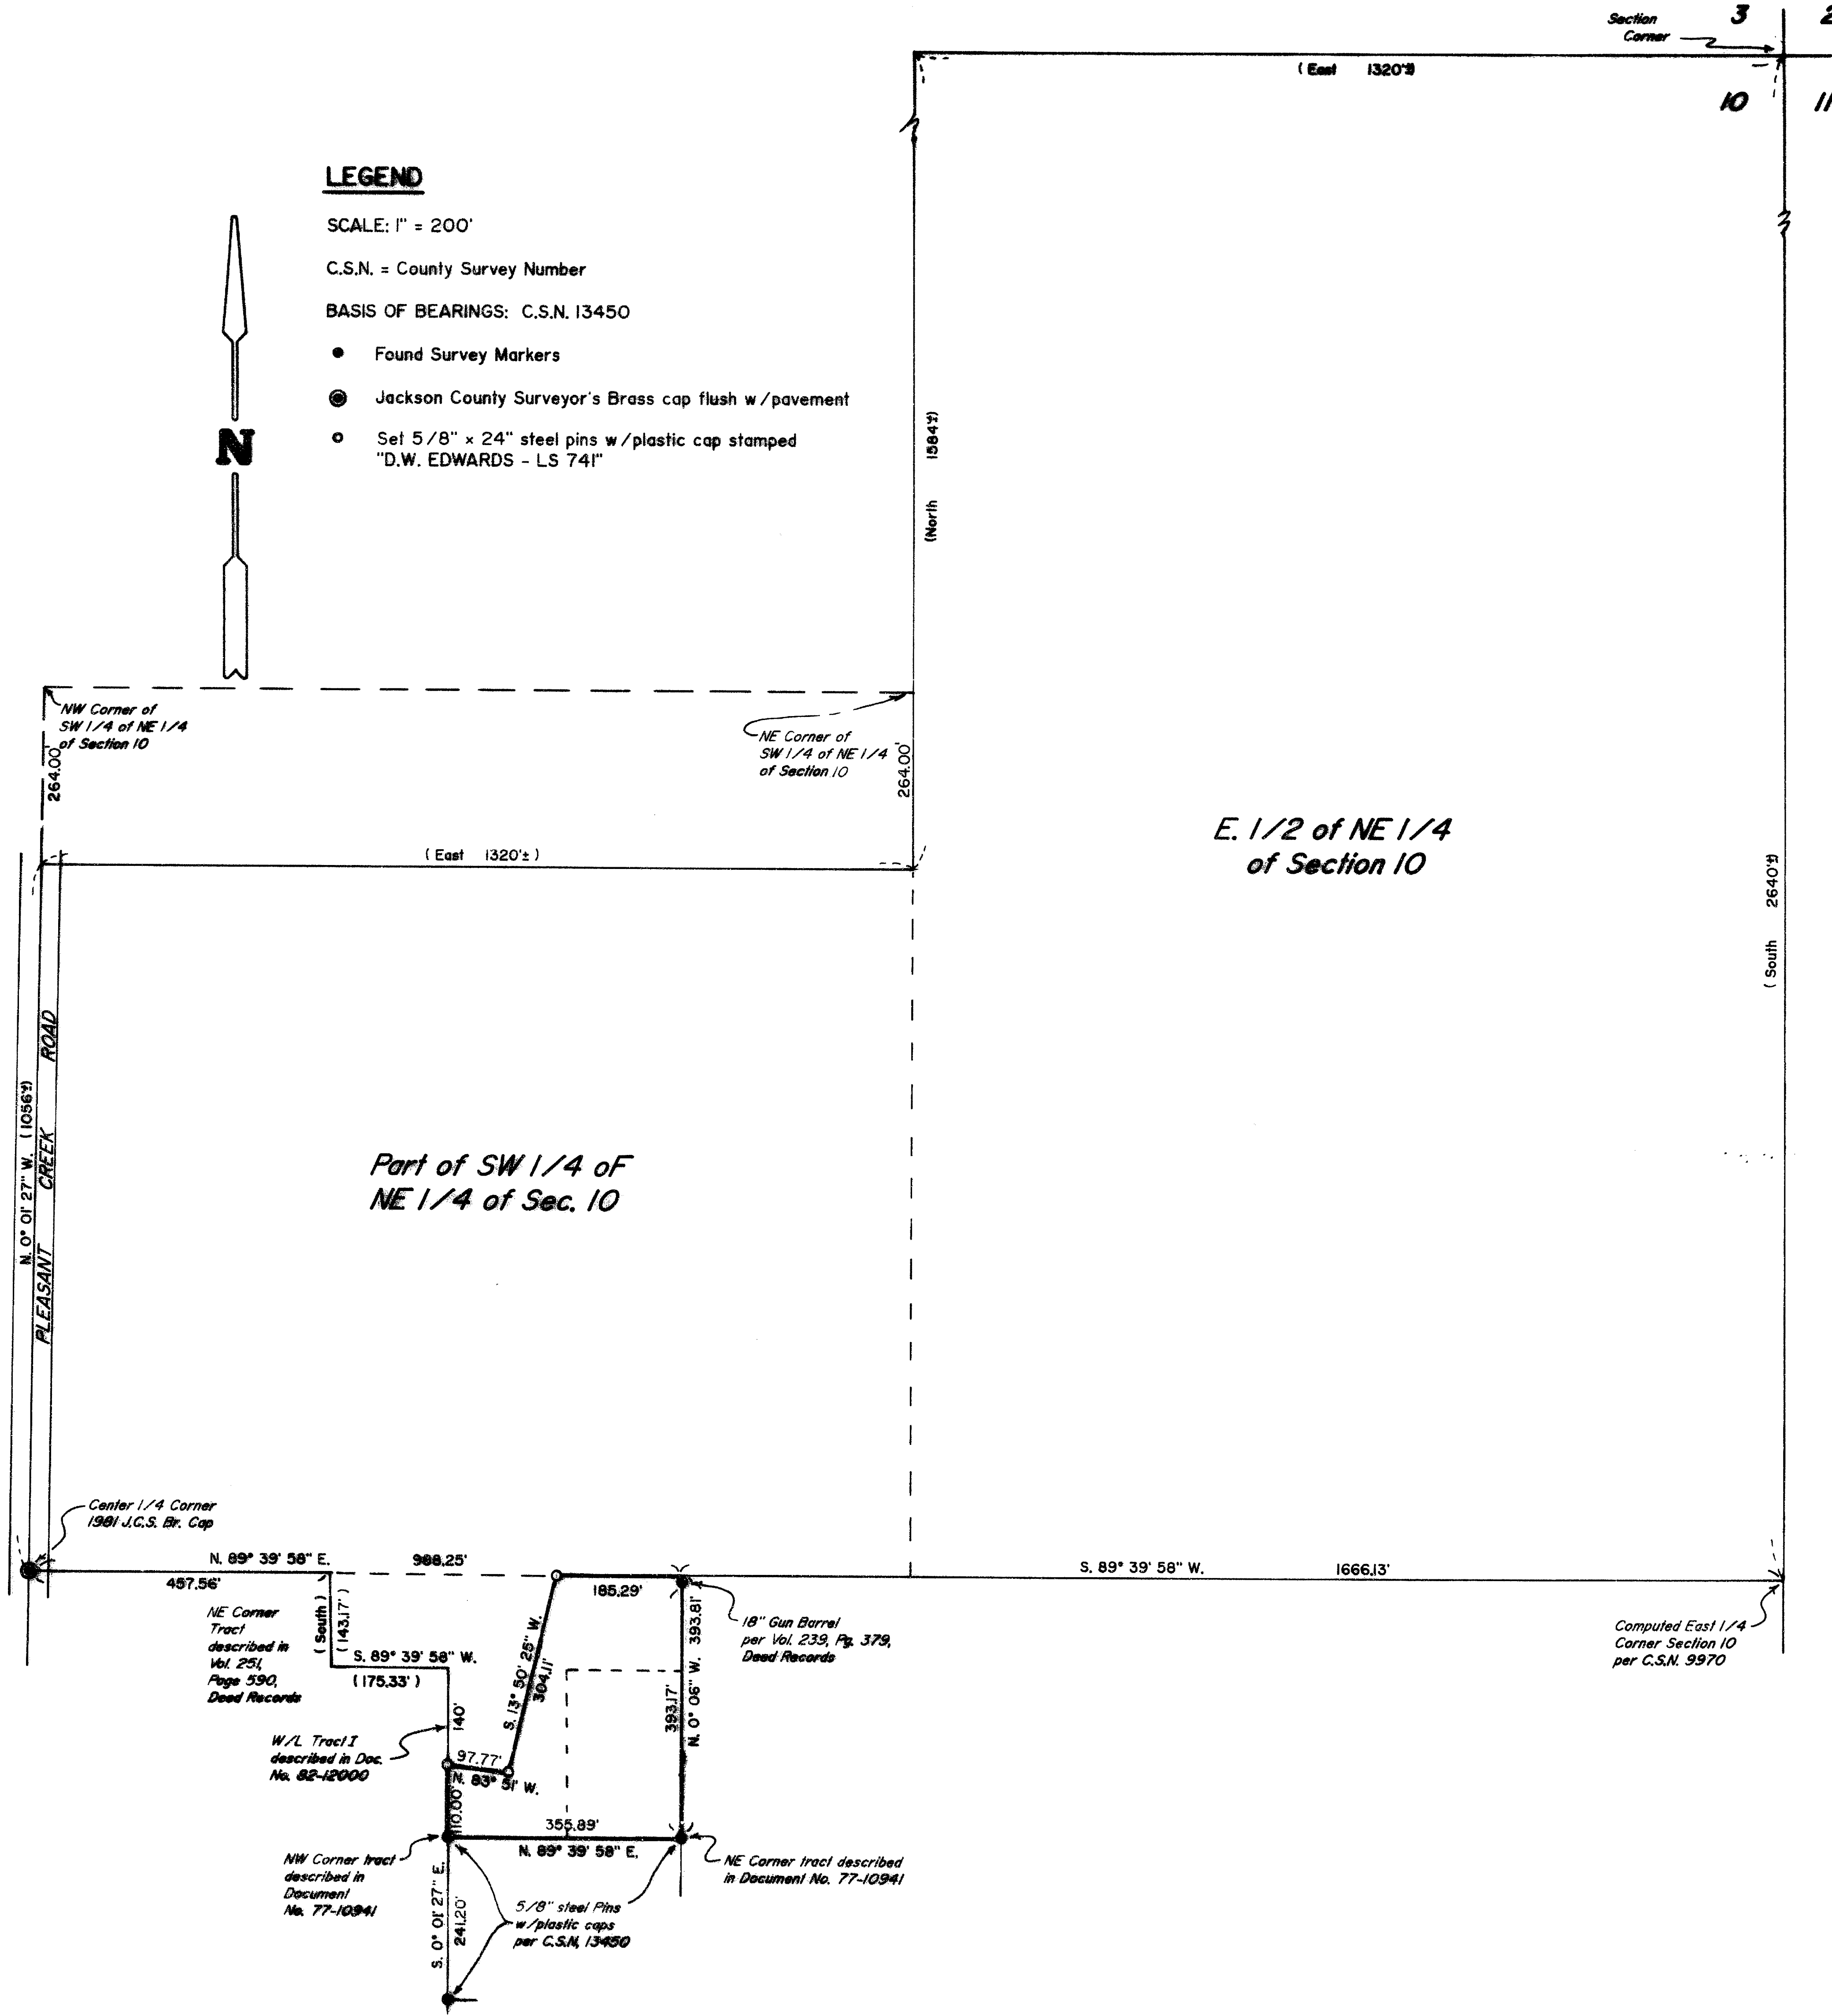 Section
Corner
3
2
10
11
( East 1320'±)
LEGEND
SCALE: 1" = 200'
C.S.N. = County Survey Number
BASIS OF BEARINGS: C.S.N. 13450
Found Survey Markers
Jackson County Surveyor's Brass cap flush w/pavement
Set 5/8" x 24" steel pins w/plastic cap stamped
"D.W. EDWARDS - LS 741"
N
(North 1584'±)
NW Corner of
SW 1/4 of NE 1/4
of Section 10
264.00'
NE Corner of
SW 1/4 of NE 1/4
of Section 10
264.00'
E. 1/2 of NE 1/4
of Section 10
( East 1320'± )
( South 2640'±)
N. 0° 01' 27" W. (1056'±)
PLEASANT CREEK ROAD
Part of SW 1/4 oF
NE 1/4 of Sec. 10
Center 1/4 Corner
1981 J.C.S. Br. Cap
N. 89° 39' 58" E. 988.25'
457.56'
185.29'
S. 89° 39' 58" W. 1666.13'
NE Corner
Tract
described in
Vol. 251,
Page 590,
Deed Records
( South )
( 143.17' )
S. 89° 39' 58" W.
( 175.33' )
S. 13° 50' 25" W.
304.11'
393.81'
393.17'
N. 0° 06" W.
18" Gun Barrel
per Vol. 239, Pg. 379,
Deed Records
Computed East 1/4
Corner Section 10
per C.S.N. 9970
W/L Tract I
described in Doc.
No. 82-12000
140'
97.77'
N. 83° 51' W.
110.00'
355.89'
N. 89° 39' 58" E.
NW Corner tract
described in
Document
No. 77-10941
NE Corner tract described
in Document No. 77-10941
S. 0° 01' 27" E.
241.20'
5/8" steel Pins
w/plastic caps
per C.S.N. 13450